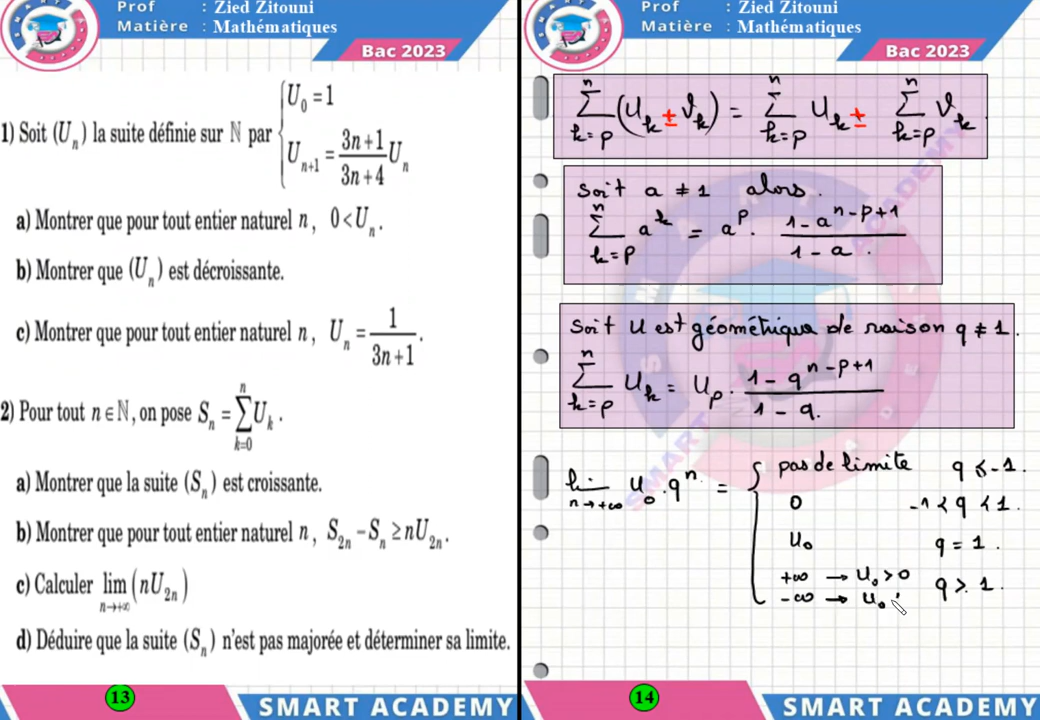 Prof : Zied Zitouni
Matière : Mathématiques
Bac 2023
1) Soit (U_n) la suite définie sur ℕ par { U_0 = 1
U_{n+1} = (3n+1)/(3n+4) U_n
a) Montrer que pour tout entier naturel n, 0 < U_n.
b) Montrer que (U_n) est décroissante.
c) Montrer que pour tout entier naturel n, U_n = 1/(3n+1).
2) Pour tout n∈ℕ, on pose S_n = ∑_{k=0}^{n} U_k.
a) Montrer que la suite (S_n) est croissante.
b) Montrer que pour tout entier naturel n, S_{2n} − S_n ≥ nU_{2n}.
c) Calculer lim_{n→+∞} (nU_{2n})
d) Déduire que la suite (S_n) n'est pas majorée et déterminer sa limite.
13
SMART ACADEMY
Prof : Zied Zitouni
Matière : Mathématiques
Bac 2023
∑_{k=p}^{n} (U_k ± V_k) = ∑_{k=p}^{n} U_k ± ∑_{k=p}^{n} V_k
Soit a ≠ 1 alors.
∑_{k=p}^{n} a^k = a^p . (1 - a^{n-p+1})/(1 - a).
Soit U est géométrique de raison q ≠ 1.
∑_{k=p}^{n} U_k = U_p . (1 - q^{n-p+1})/(1 - q).
lim_{n→+∞} U_0 . q^n = { pas de limite q ≤ -1.
0 -1 < q < 1.
U_0 q = 1.
+∞ → U_0 > 0 q > 1.
-∞ → U_0
14
SMART ACADEMY